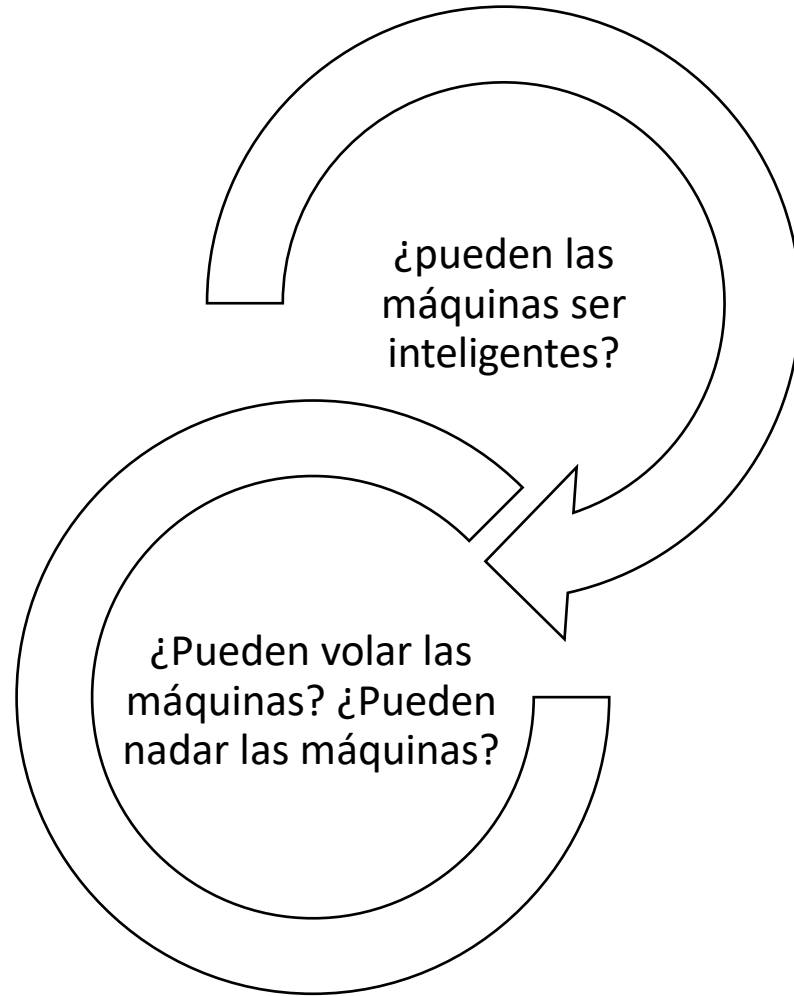 ¿pueden las
máquinas ser
inteligentes?
¿Pueden volar las
máquinas? ¿Pueden
nadar las máquinas?